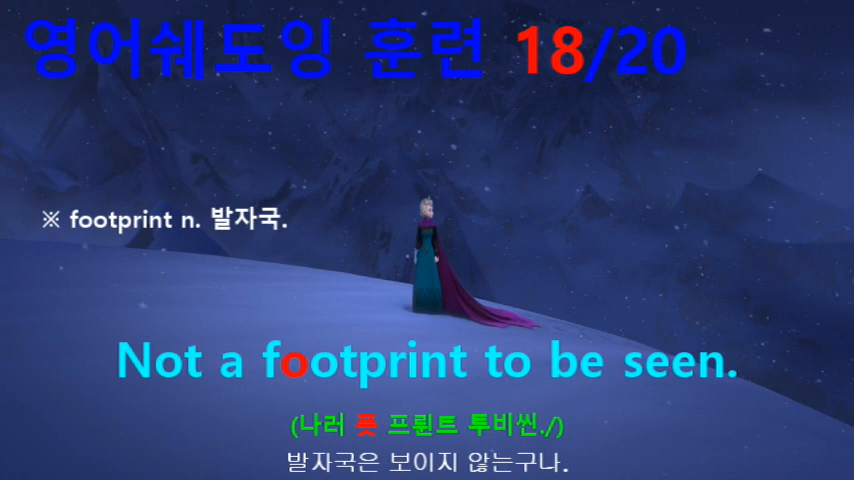 영어쉐도잉 훈련 18/20
※ footprint n. 발자국.
Not a footprint to be seen.
(나러 풋 프륀트 투비씬./)
발자국은 보이지 않는구나.